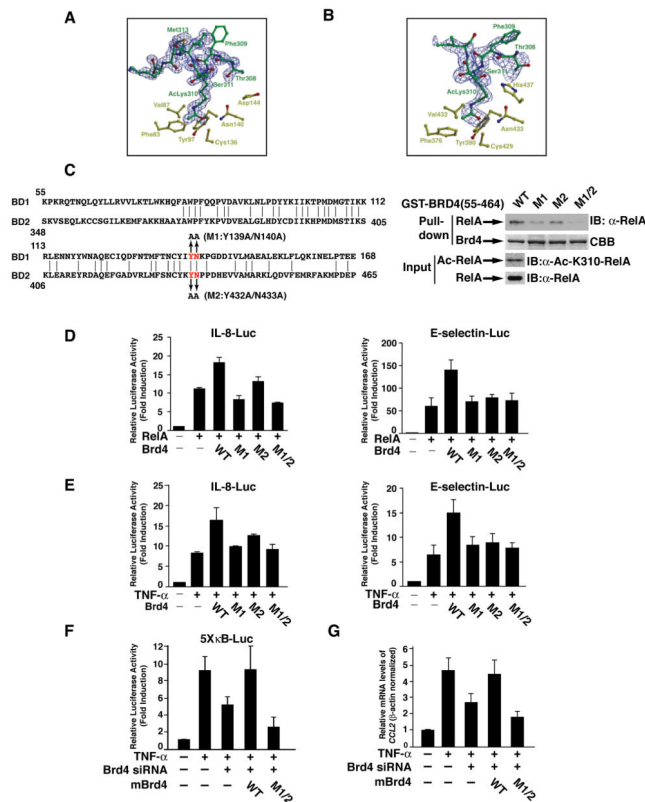 A
Met313
Phe309
Thr308
Ser311
AcLys310
Asp144
Val87
Asn140
Phe83
Tyr97
Cys136
B
Phe309
Thr308
Ser311
His437
AcLys310
Val432
Asn433
Phe376
Tyr390
Cys429
C
55
BD1 KPKRQTNQLQYLLRVVLKTLWKHQFAWPFQQPVDAVKLNLPDYYKIIKTPMDMGTIKK 112
BD2 SKVSEQLKCCSGILKEMFAKKHAAYAWPFYKPVDVEALGLHDYCDIIKHPMDMSTIKS 405
348 AA (M1:Y139A/N140A)
113
BD1 RLENNYYWNAQECIQDFNTMFTNCYIYNKPGDDIVLMAEALEKLFLQKINELPTEE 168
BD2 KLEAREYRDAQEFGADVRLMFSNCYKYNPPDHEVVAMARKLQDVFEMRFAKMPDEP 465
406
AA
(M2:Y432A/N433A)
GST-BRD4(55-464) WT M1 M2 M1/2
Pull-down RelA IB: α-RelA
Brd4 CBB
Input Ac-RelA IB:α-Ac-K310-RelA
RelA IB:α-RelA
D
IL-8-Luc
Relative Luciferase Activity
(Fold Induction)
25
20
15
10
5
0
RelA – + + + + +
Brd4 – – WT M1 M2 M1/2
E-selectin-Luc
Relative Luciferase Activity
(Fold Induction)
200
150
100
50
0
RelA – + + + + +
Brd4 – – WT M1 M2 M1/2
E
IL-8-Luc
Relative Luciferase Activity
(Fold Induction)
25
20
15
10
5
0
TNF-α – + + + + +
Brd4 – – WT M1 M2 M1/2
E-selectin-Luc
Relative Luciferase Activity
(Fold Induction)
20
15
10
5
0
TNF-α – + + + + +
Brd4 – – WT M1 M2 M1/2
F
5XκB-Luc
Relative Luciferase Activity
(Fold Induction)
12
10
8
6
4
2
0
TNF-α – + + + +
Brd4 siRNA – – + + +
mBrd4 – – – WT M1/2
G
Relative mRNA levels of
CCL2 (β-actin normalized)
8
7
6
5
4
3
2
1
0
TNF-α – + + + +
Brd4 siRNA – – + + +
mBrd4 – – – WT M1/2